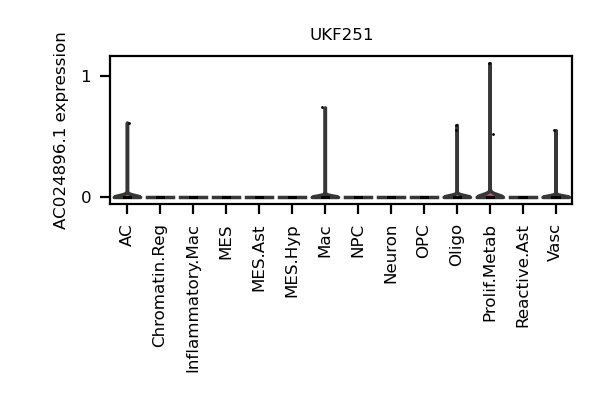 UKF251
AC024896.1 expression
1
0
AC
Chromatin.Reg
Inflammatory.Mac
MES
MES.Ast
MES.Hyp
Mac
NPC
Neuron
OPC
Oligo
Prolif.Metab
Reactive.Ast
Vasc